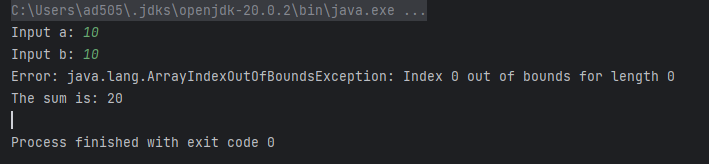 C:\Users\ad505\.jdks\openjdk-20.0.2\bin\java.exe ...
Input a: 10
Input b: 10
Error: java.lang.ArrayIndexOutOfBoundsException: Index 0 out of bounds for length 0
The sum is: 20
Process finished with exit code 0